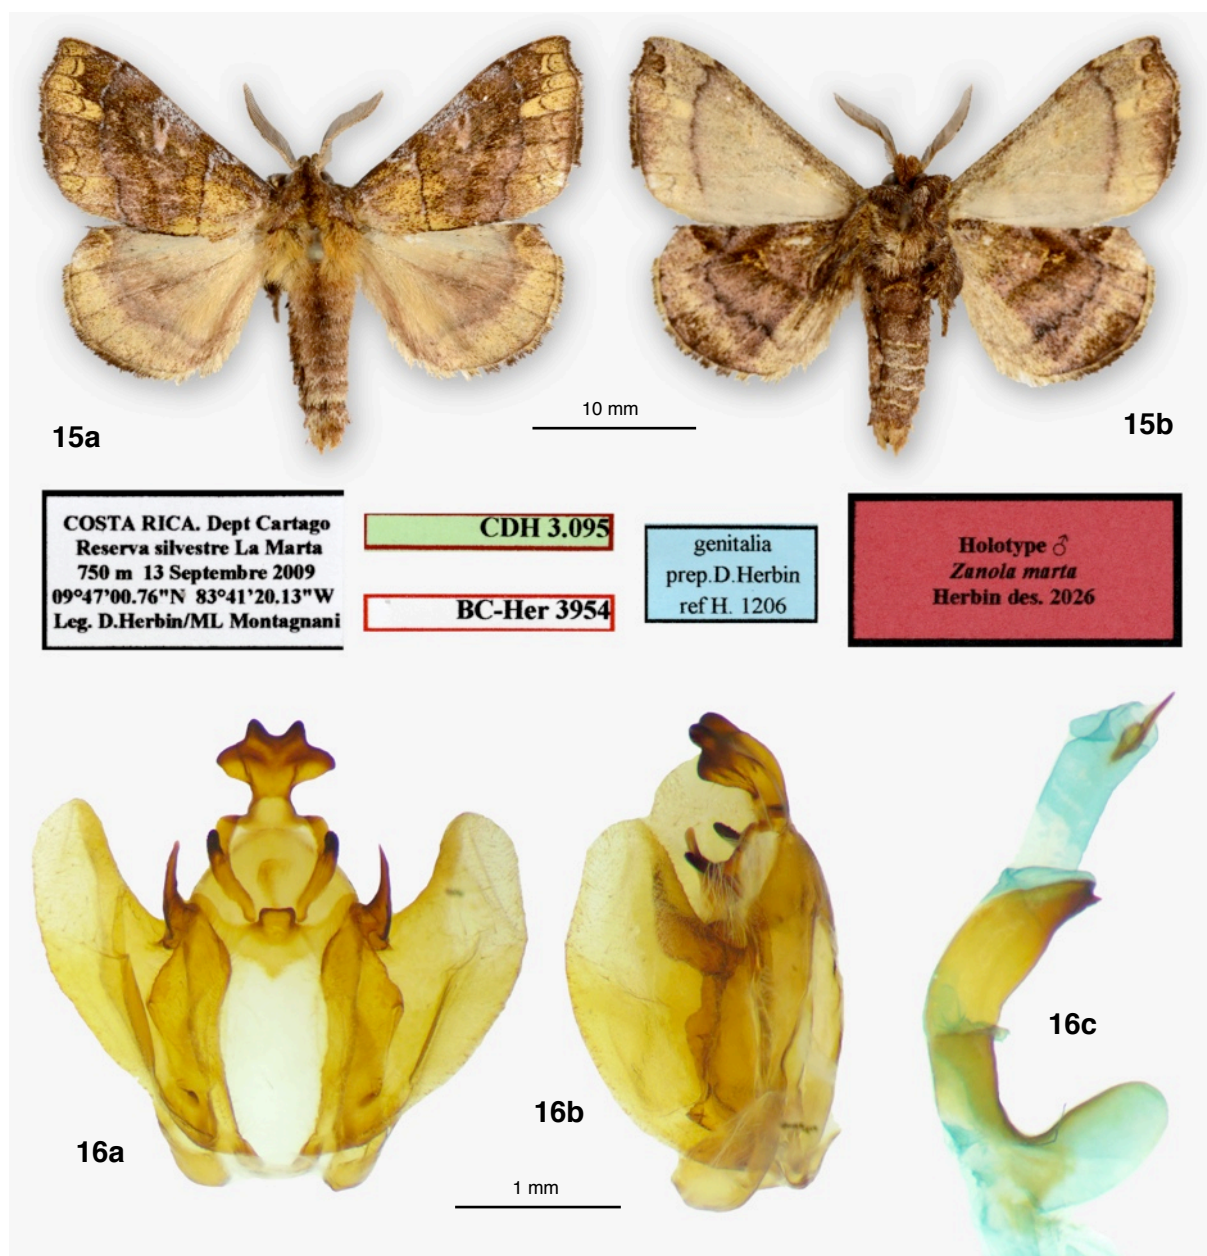 15a
10 mm
15b
COSTA RICA. Dept Cartago
Reserva silvestre La Marta
750 m 13 Septembre 2009
09°47'00.76"N 83°41'20.13"W
Leg. D.Herbin/ML Montagnani
CDH 3.095
BC-Her 3954
genitalia
prep.D.Herbin
ref H. 1206
Holotype ♂
Zanola marta
Herbin des. 2026
16a
16b
16c
1 mm